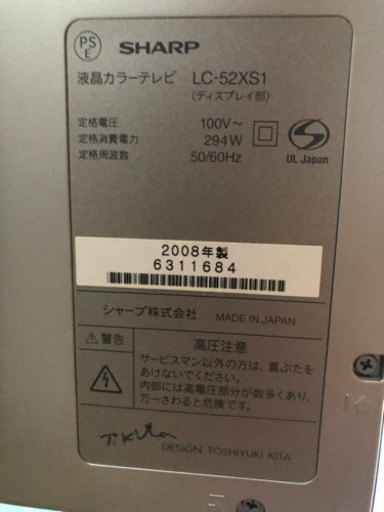 PS
E
SHARP
液晶カラーテレビ LC-52XS1
(ディスプレイ部)
定格電圧 100V～
定格消費電力 294W
定格周波数 50/60Hz
UL Japan
2008年製
6311684
シャープ株式会社 MADE IN JAPAN
警告
高圧注意
サービスマン以外の方は、裏ぶたを
あけないでください。
内部には高電圧部分が数多くあり、
万一さわると危険です。
T.Kita
DESIGN TOSHIYUKI KITA